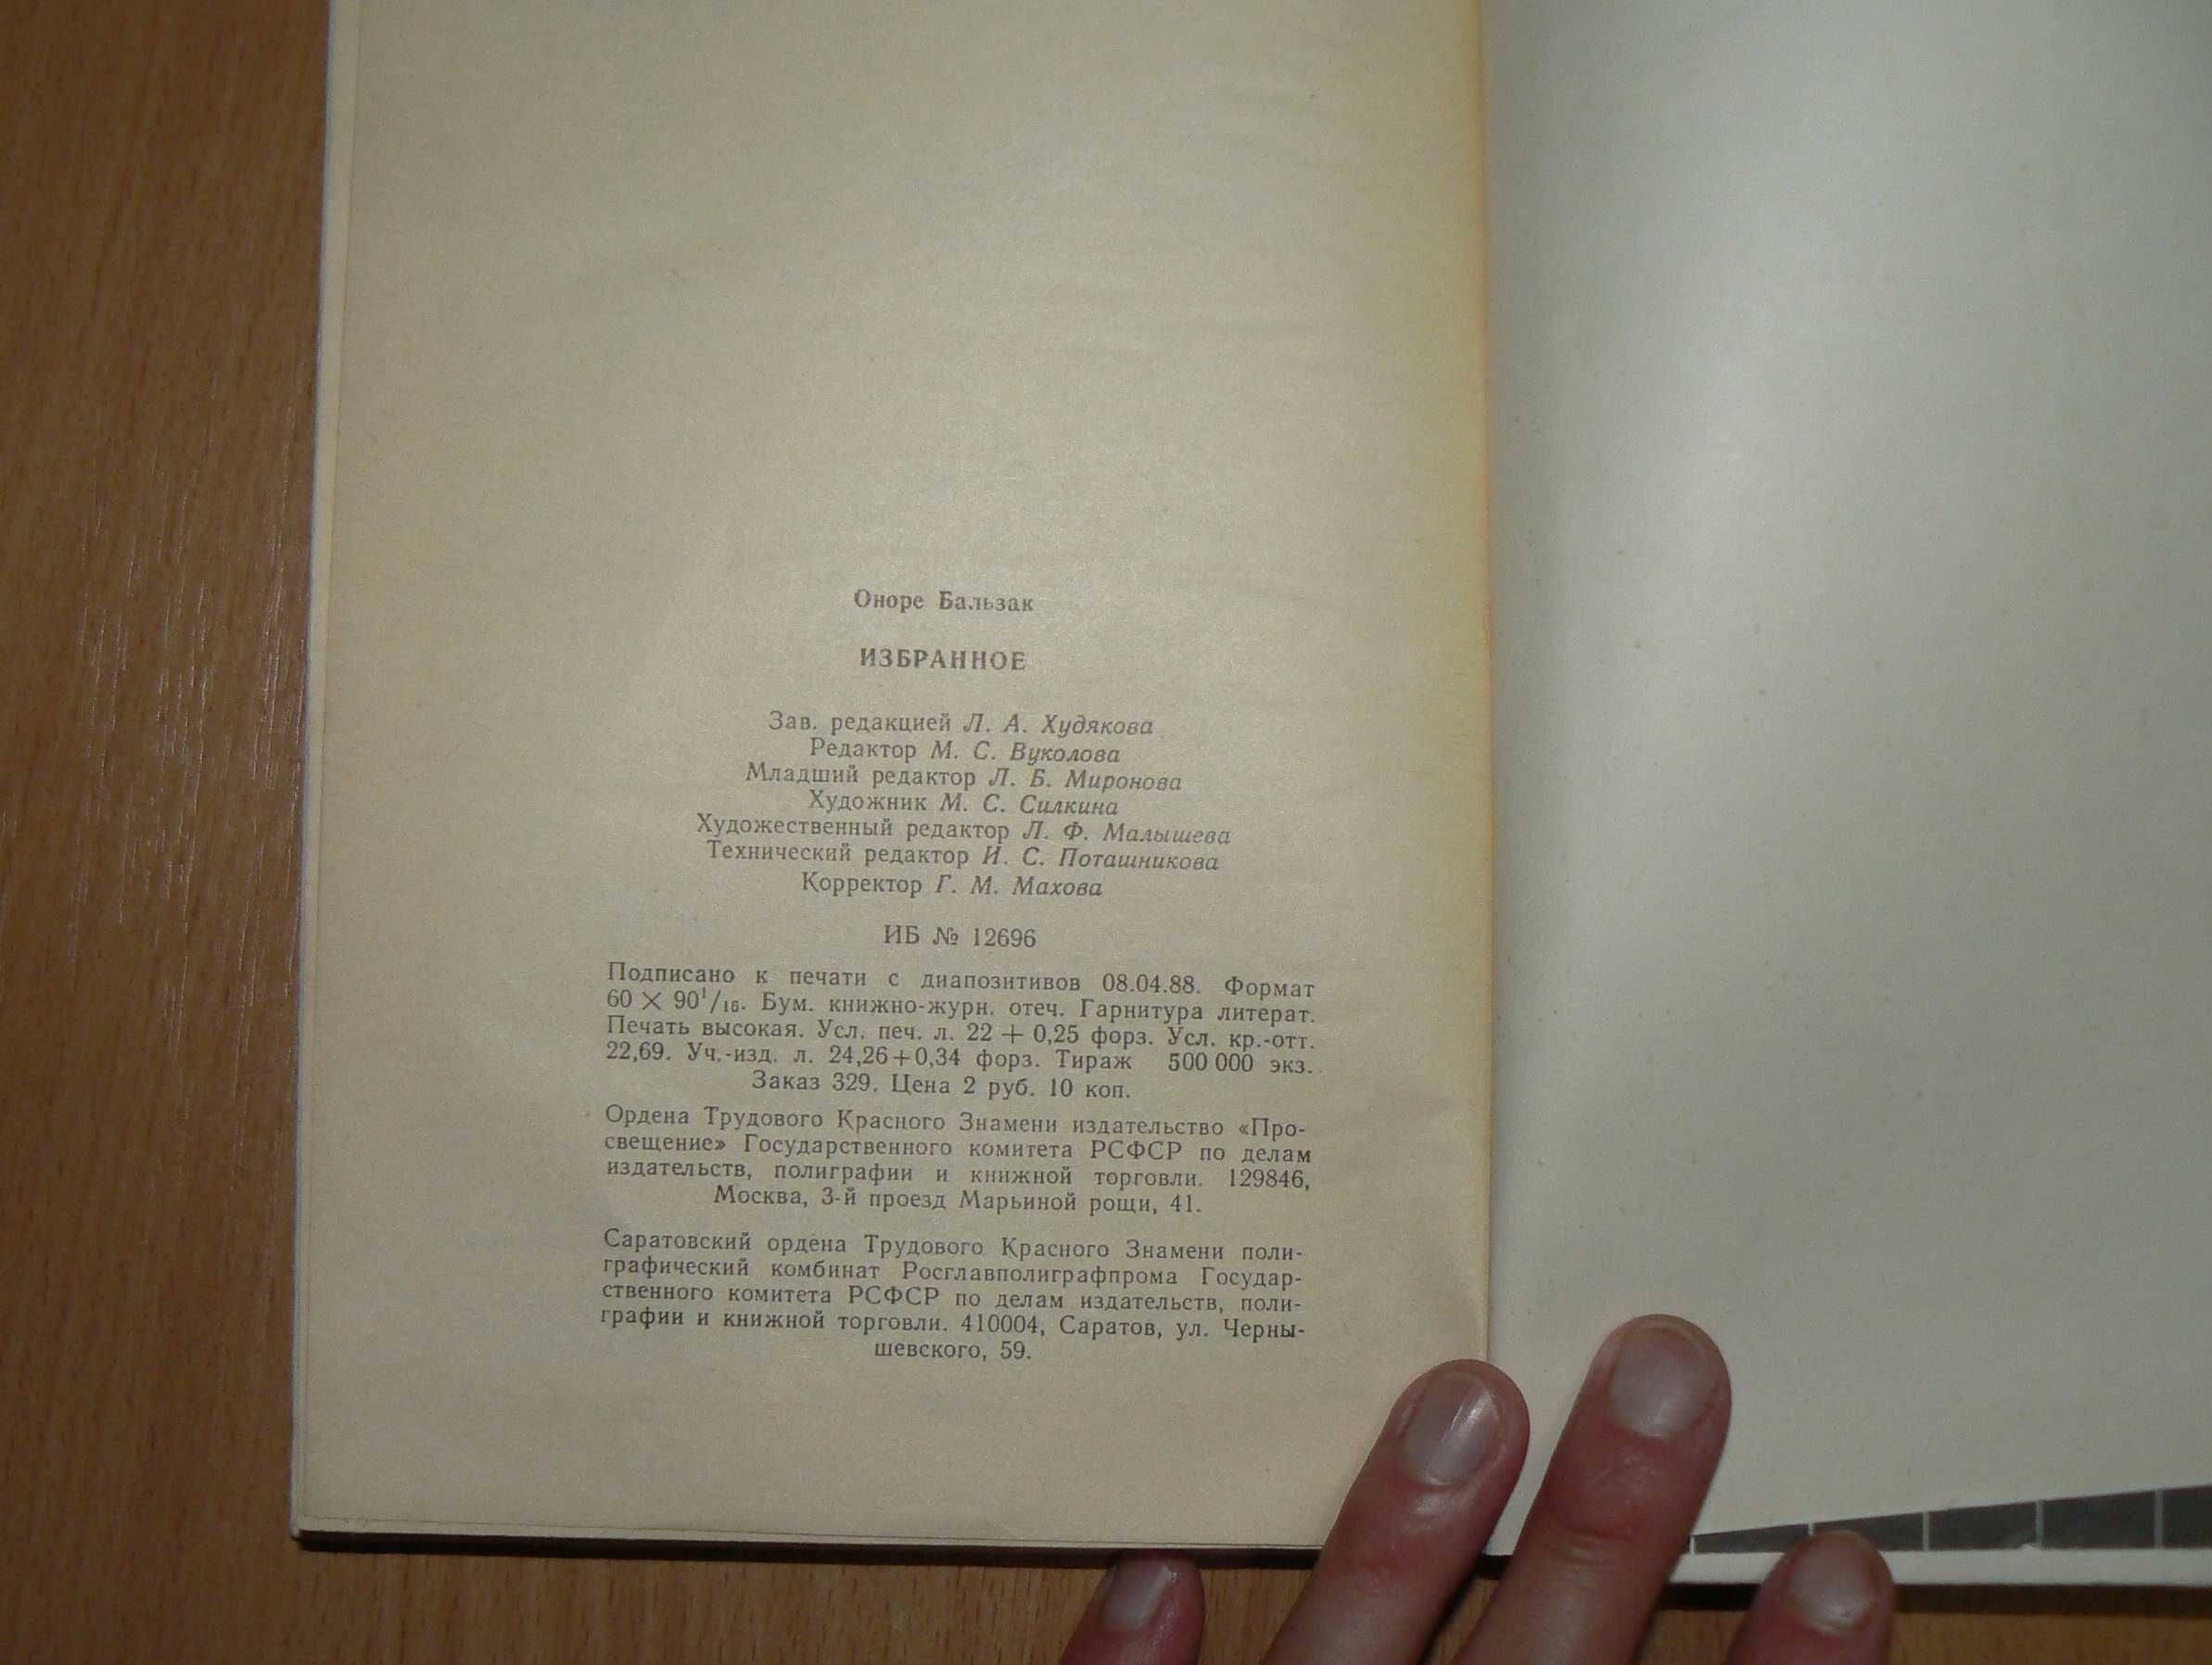 Оноре Бальзак
ИЗБРАННОЕ
Зав. редакцией Л. А. Худякова
Редактор М. С. Вуколова
Младший редактор Л. Б. Миронова
Художник М. С. Силкина
Художественный редактор Л. Ф. Малышева
Технический редактор И. С. Поташникова
Корректор Г. М. Махова
ИБ № 12696
Подписано к печати с диапозитивов 08.04.88. Формат
60 × 90¹/₁₆. Бум. книжно-журн. отеч. Гарнитура литерат.
Печать высокая. Усл. печ. л. 22 + 0,25 форз. Усл. кр.-отт.
22,69. Уч.-изд. л. 24,26+0,34 форз. Тираж 500 000 экз.
Заказ 329. Цена 2 руб. 10 коп.
Ордена Трудового Красного Знамени издательство «Про-
свещение» Государственного комитета РСФСР по делам
издательств, полиграфии и книжной торговли. 129846,
Москва, 3-й проезд Марьиной рощи, 41.
Саратовский ордена Трудового Красного Знамени поли-
графический комбинат Росглавполиграфпрома Государ-
ственного комитета РСФСР по делам издательств, поли-
графии и книжной торговли. 410004, Саратов, ул. Черны-
шевского, 59.